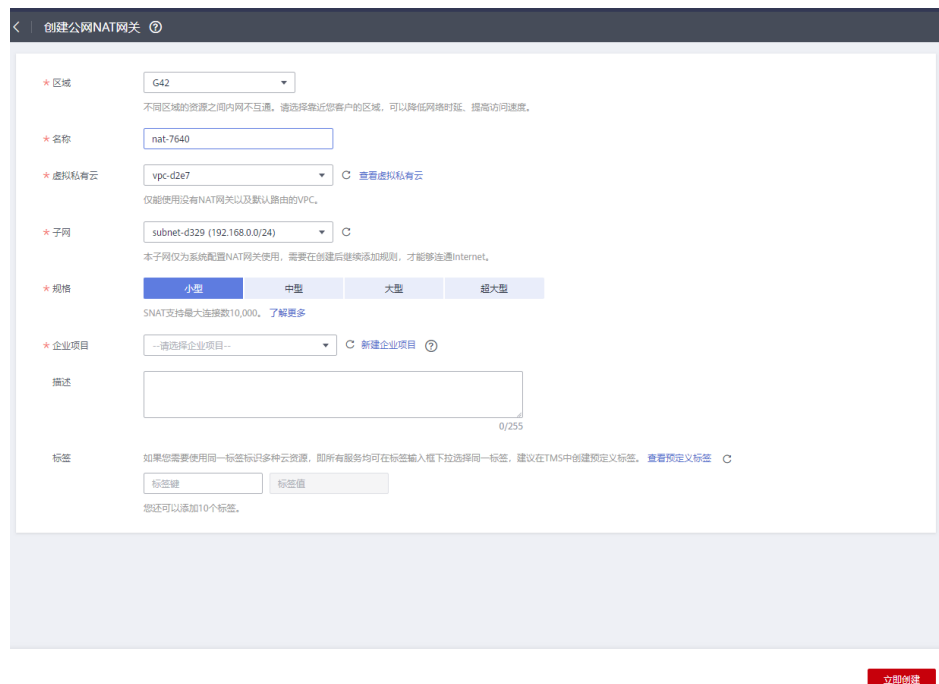 创建公网NAT网关
* 区域 G42
不同区域的资源之间内网不互通。请选择靠近您客户的区域，可以降低网络时延、提高访问速度。
* 名称 nat-7640
* 虚拟私有云 vpc-d2e7 查看虚拟私有云
仅能使用没有NAT网关以及默认路由的VPC。
* 子网 subnet-d329 (192.168.0.0/24)
本子网仅为系统配置NAT网关使用，需要在创建后继续添加规则，才能够连通Internet。
* 规格 小型 中型 大型 超大型
SNAT支持最大连接数10,000。 了解更多
* 企业项目 --请选择企业项目-- 新建企业项目
描述
0/255
标签 如果您需要使用同一标签标识多种云资源，即所有服务均可在标签输入框下拉选择同一标签，建议在TMS中创建预定义标签。 查看预定义标签
标签键 标签值
您还可以添加10个标签。
立即创建